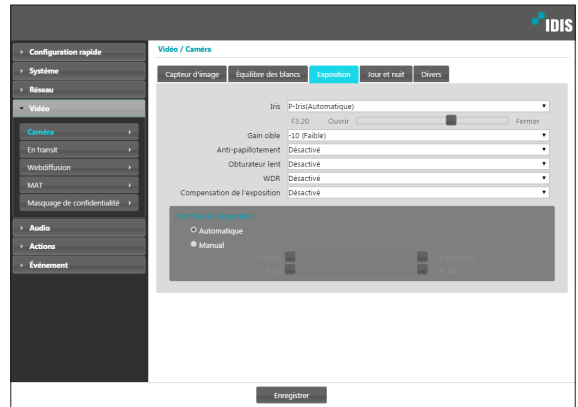 IDIS
Configuration rapide
Système
Réseau
Vidéo
Caméra
En transit
Webdiffusion
MAT
Masquage de confidentialité
Audio
Actions
Événement
Vidéo / Caméra
Capteur d'image Équilibre des blancs Exposition Jour et nuit Divers
Iris P-Iris(Automatique)
F3.20 Ouvrir Fermer
Gain cible -10 (Faible)
Anti-papillotement Désactivé
Obturateur lent Désactivé
WDR Désactivé
Compensation de l'exposition Désactivé
Automatique
Manual
Enregistrer